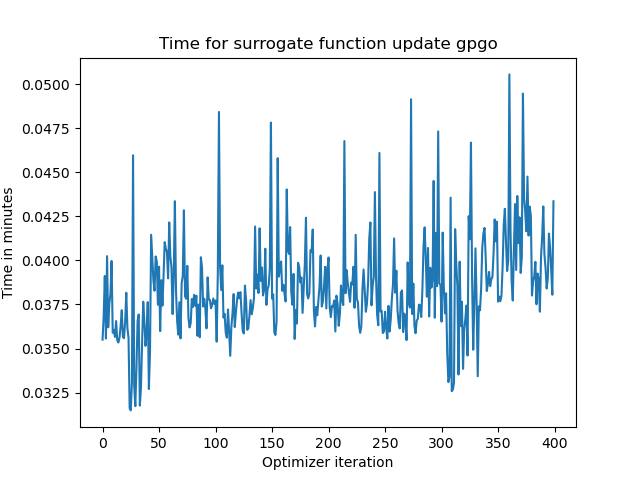 Time for surrogate function update gpgo
Time in minutes
0.0500
0.0475
0.0450
0.0425
0.0400
0.0375
0.0350
0.0325
0 50 100 150 200 250 300 350 400
Optimizer iteration